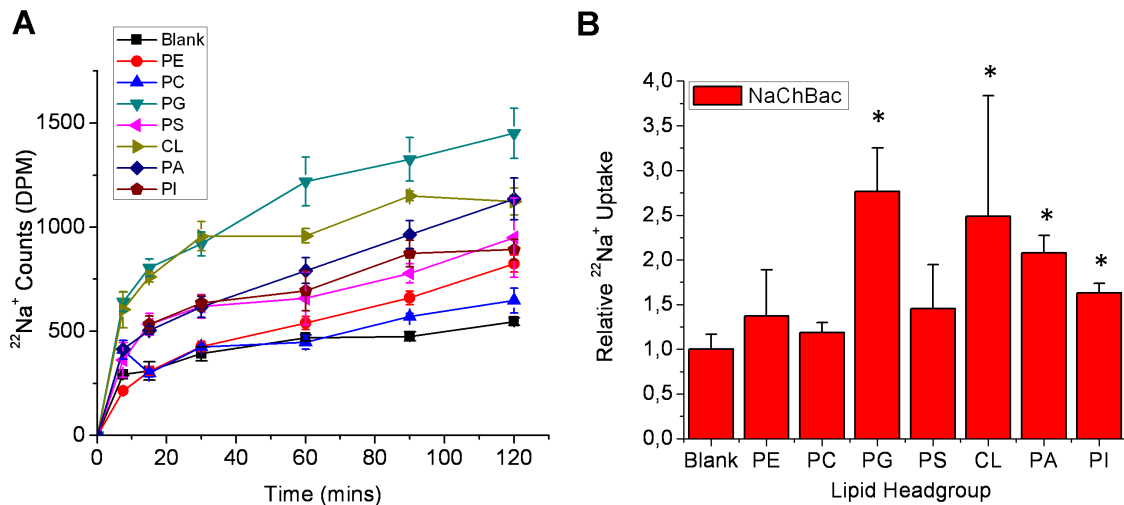 A
Blank
PE
PC
PG
PS
CL
PA
PI
²²Na⁺ Counts (DPM)
1500
1000
500
0
0 20 40 60 80 100 120
Time (mins)
B
NaChBac
* * * *
Relative ²²Na⁺ Uptake
4,0
3,5
3,0
2,5
2,0
1,5
1,0
0,5
0,0
Blank PE PC PG PS CL PA PI
Lipid Headgroup